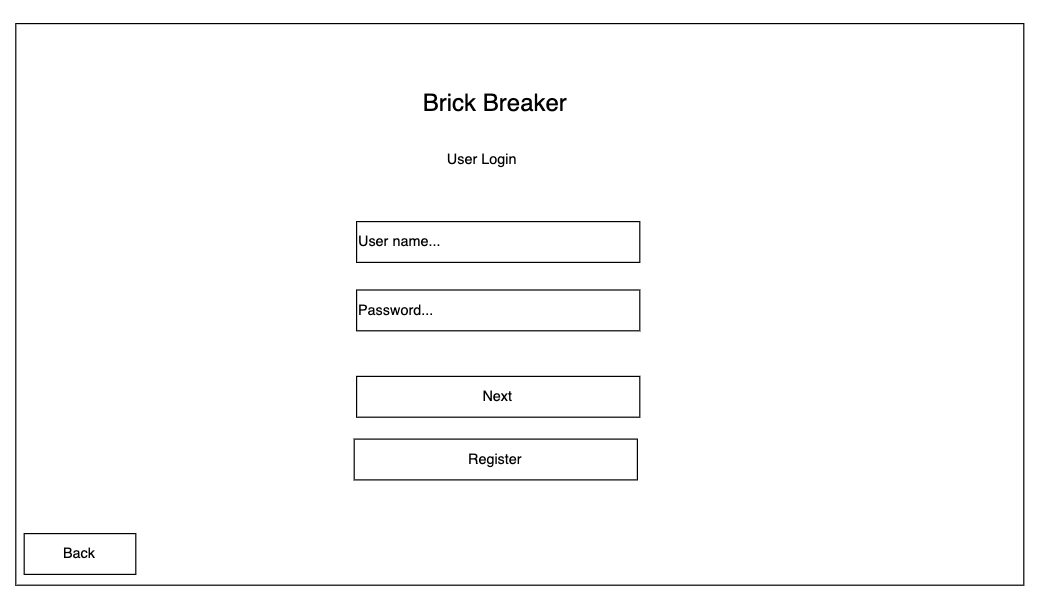 Brick Breaker
User Login
User name...
Password...
Next
Register
Back